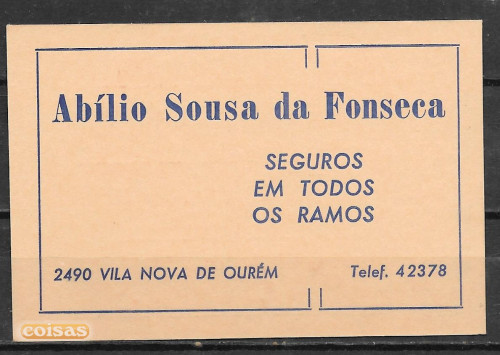 Abílio Sousa da Fonseca
SEGUROS
EM TODOS
OS RAMOS
2490 VILA NOVA DE OURÉM Telef. 42378
coisas